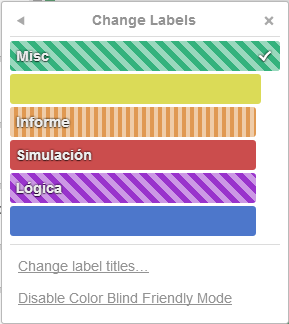 Change Labels
Misc
Informe
Simulación
Lógica
Change label titles...
Disable Color Blind Friendly Mode